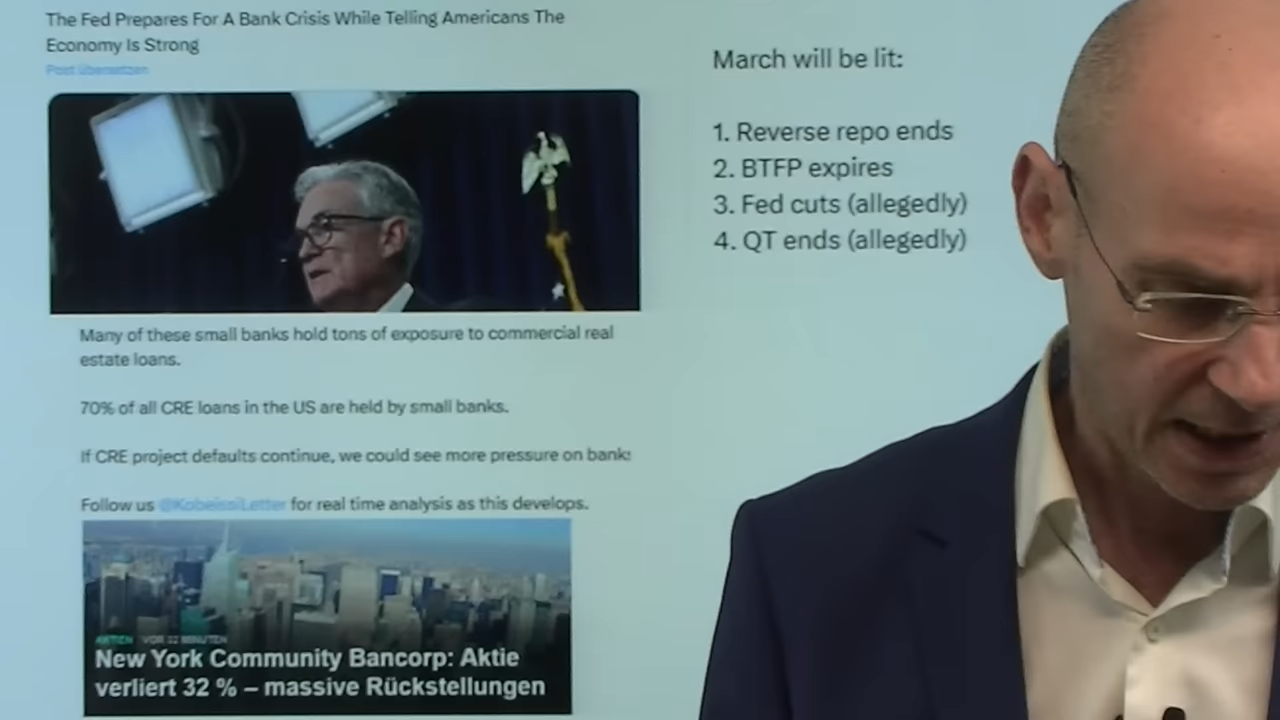 The Fed Prepares For A Bank Crisis While Telling Americans The
Economy Is Strong
Post übersetzen
Many of these small banks hold tons of exposure to commercial real
estate loans.
70% of all CRE loans in the US are held by small banks.
If CRE project defaults continue, we could see more pressure on banks
Follow us @KobeissiLetter for real time analysis as this develops.
AKTIEN VOR 32 MINUTEN
New York Community Bancorp: Aktie
verliert 32 % – massive Rückstellungen
March will be lit:
1. Reverse repo ends
2. BTFP expires
3. Fed cuts (allegedly)
4. QT ends (allegedly)